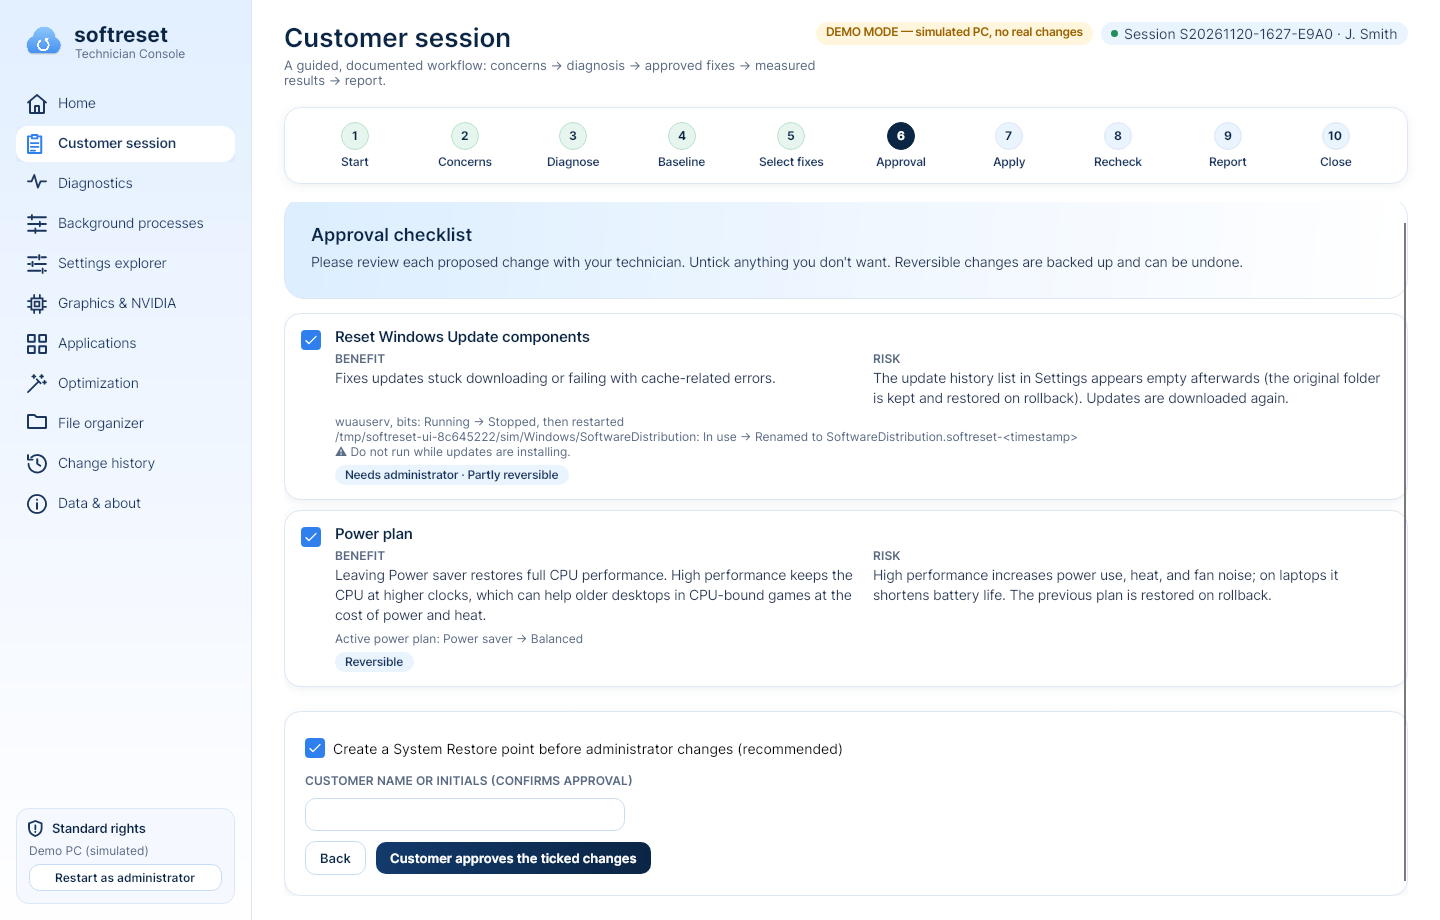 softreset
Technician Console
Home
Customer session
Diagnostics
Background processes
Settings explorer
Graphics & NVIDIA
Applications
Optimization
File organizer
Change history
Data & about
Standard rights
Demo PC (simulated)
Restart as administrator
Customer session
A guided, documented workflow: concerns → diagnosis → approved fixes → measured
results → report.
DEMO MODE — simulated PC, no real changes
Session S20261120-1627-E9A0 · J. Smith
1 2 3 4 5 6 7 8 9 10
Start Concerns Diagnose Baseline Select fixes Approval Apply Recheck Report Close
Approval checklist
Please review each proposed change with your technician. Untick anything you don't want. Reversible changes are backed up and can be undone.
Reset Windows Update components
BENEFIT
Fixes updates stuck downloading or failing with cache-related errors.
RISK
The update history list in Settings appears empty afterwards (the original folder
is kept and restored on rollback). Updates are downloaded again.
wuauserv, bits: Running → Stopped, then restarted
/tmp/softreset-ui-8c645222/sim/Windows/SoftwareDistribution: In use → Renamed to SoftwareDistribution.softreset-<timestamp>
⚠ Do not run while updates are installing.
Needs administrator · Partly reversible
Power plan
BENEFIT
Leaving Power saver restores full CPU performance. High performance keeps the
CPU at higher clocks, which can help older desktops in CPU-bound games at the
cost of power and heat.
RISK
High performance increases power use, heat, and fan noise; on laptops it
shortens battery life. The previous plan is restored on rollback.
Active power plan: Power saver → Balanced
Reversible
Create a System Restore point before administrator changes (recommended)
CUSTOMER NAME OR INITIALS (CONFIRMS APPROVAL)
Back
Customer approves the ticked changes